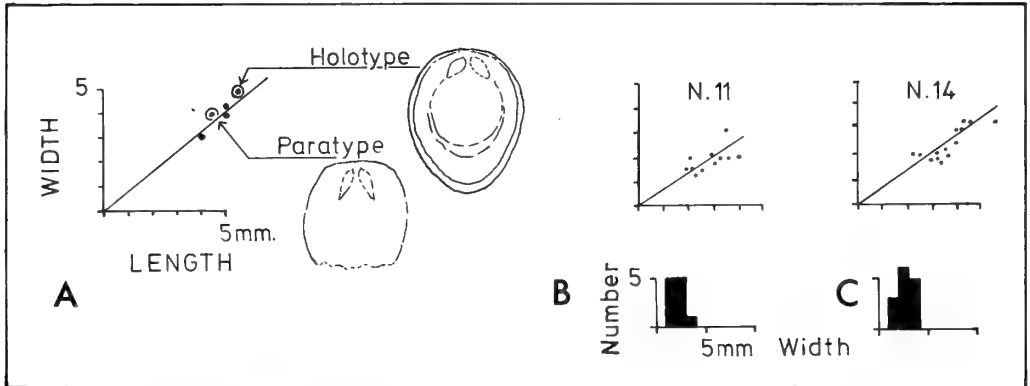 Holotype
5
WIDTH
Paratype
5mm.
LENGTH
A
N.11
N.14
B
Number
5
5mm
Width
C